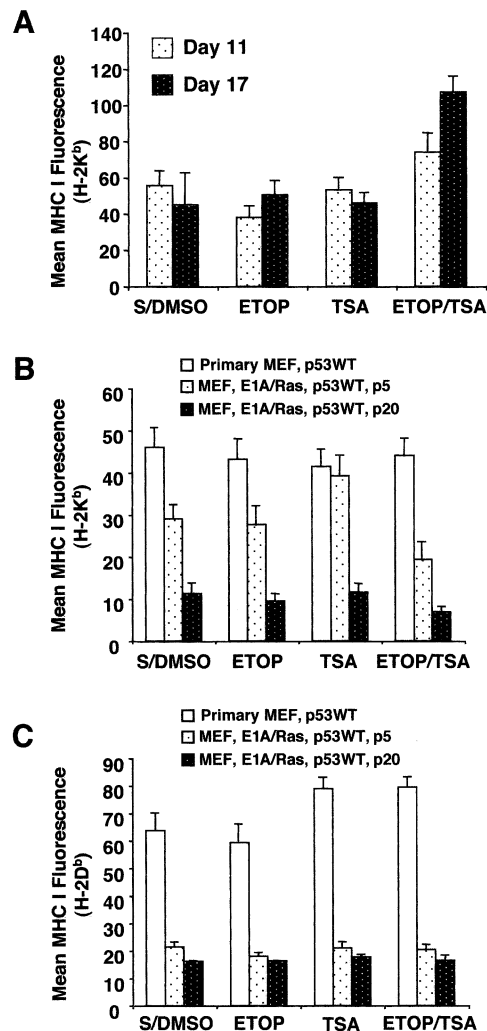 A
Mean MHC I Fluorescence
(H-2Kb)
140
120
100
80
60
40
20
0
Day 11
Day 17
S/DMSO ETOP TSA ETOP/TSA
B
Primary MEF, p53WT
MEF, E1A/Ras, p53WT, p5
MEF, E1A/Ras, p53WT, p20
Mean MHC I Fluorescence
(H-2Kb)
60
50
40
30
20
10
0
S/DMSO ETOP TSA ETOP/TSA
C
Primary MEF, p53WT
MEF, E1A/Ras, p53WT, p5
MEF, E1A/Ras, p53WT, p20
Mean MHC I Fluorescence
(H-2Db)
90
80
70
60
50
40
30
20
10
0
S/DMSO ETOP TSA ETOP/TSA